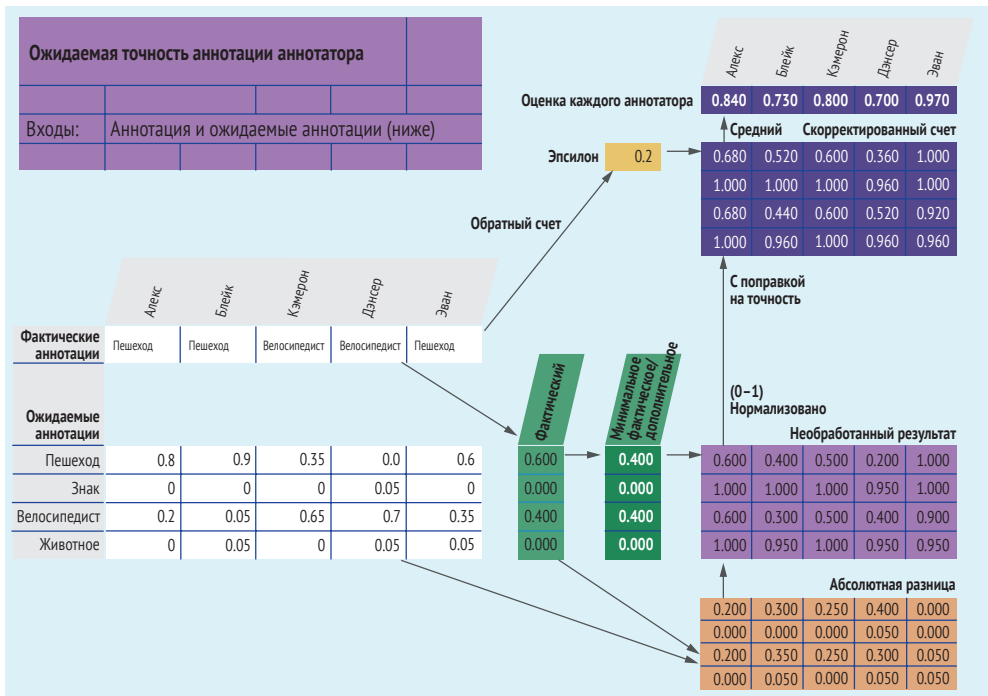 Ожидаемая точность аннотации аннотатора
Входы: Аннотация и ожидаемые аннотации (ниже)
Алекс Блейк Кэмерон Дэнсер Эван
Оценка каждого аннотатора 0.840 0.730 0.800 0.700 0.970
Средний Скорректированный счет
Эпсилон 0.2
0.680 0.520 0.600 0.360 1.000
1.000 1.000 1.000 0.960 1.000
0.680 0.440 0.600 0.520 0.920
1.000 0.960 1.000 0.960 0.960
Обратный счет
С поправкой
на точность
Алекс Блейк Кэмерон Дэнсер Эван
Фактические
аннотации
Пешеход Пешеход Велосипедист Велосипедист Пешеход
Ожидаемые
аннотации
Пешеход 0.8 0.9 0.35 0.0 0.6
Знак 0 0 0 0.05 0
Велосипедист 0.2 0.05 0.65 0.7 0.35
Животное 0 0.05 0 0.05 0.05
Фактический
0.600
0.000
0.400
0.000
Минимальное
фактическое/
дополнительное
0.400
0.000
0.400
0.000
(0–1)
Нормализовано
Необработанный результат
0.600 0.400 0.500 0.200 1.000
1.000 1.000 1.000 0.950 1.000
0.600 0.300 0.500 0.400 0.900
1.000 0.950 1.000 0.950 0.950
Абсолютная разница
0.200 0.300 0.250 0.400 0.000
0.000 0.000 0.000 0.050 0.000
0.200 0.350 0.250 0.300 0.050
0.000 0.050 0.000 0.050 0.050